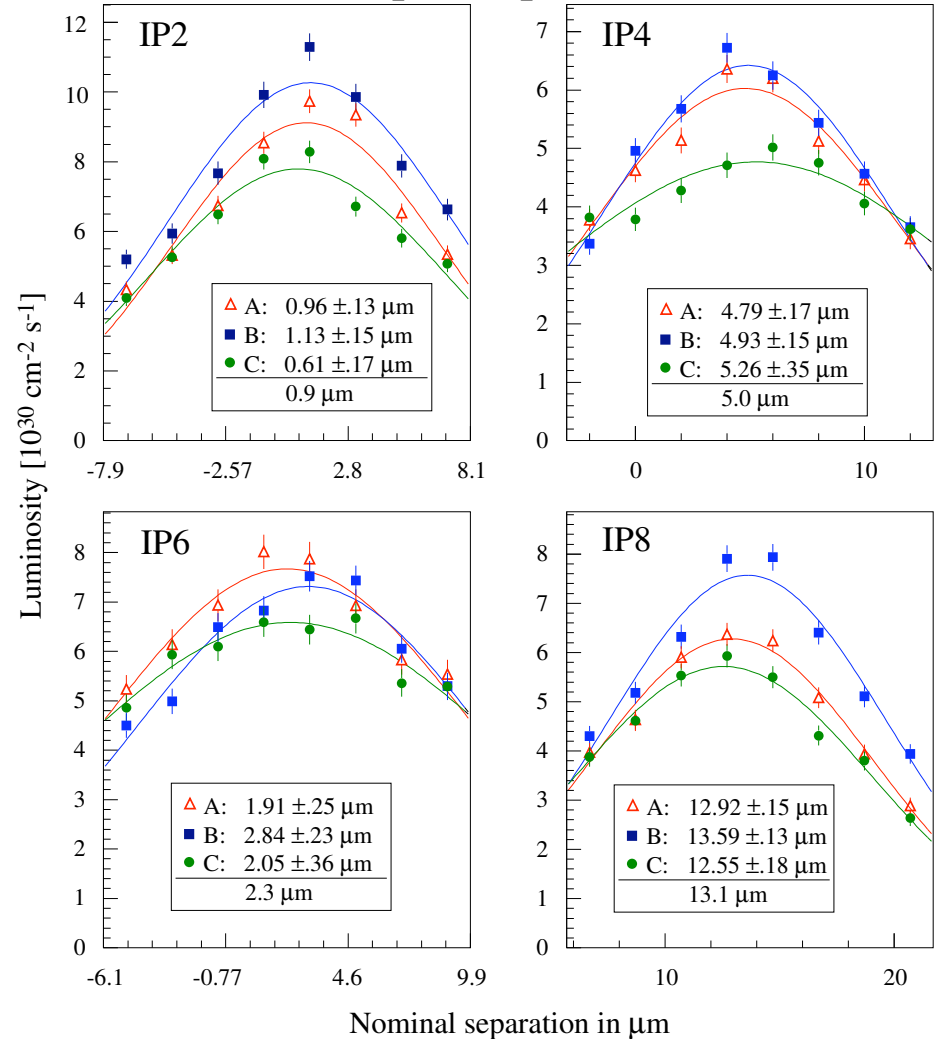 IP2
12
10
8
6
4
2
0
A: 0.96 ±.13 µm
B: 1.13 ±.15 µm
C: 0.61 ±.17 µm
0.9 µm
-7.9 -2.57 2.8 8.1
IP4
7
6
5
4
3
2
1
0
A: 4.79 ±.17 µm
B: 4.93 ±.15 µm
C: 5.26 ±.35 µm
5.0 µm
0 10
Luminosity [10³⁰ cm⁻² s⁻¹]
IP6
8
7
6
5
4
3
2
1
0
A: 1.91 ±.25 µm
B: 2.84 ±.23 µm
C: 2.05 ±.36 µm
2.3 µm
-6.1 -0.77 4.6 9.9
IP8
8
7
6
5
4
3
2
1
0
A: 12.92 ±.15 µm
B: 13.59 ±.13 µm
C: 12.55 ±.18 µm
13.1 µm
10 20
Nominal separation in µm